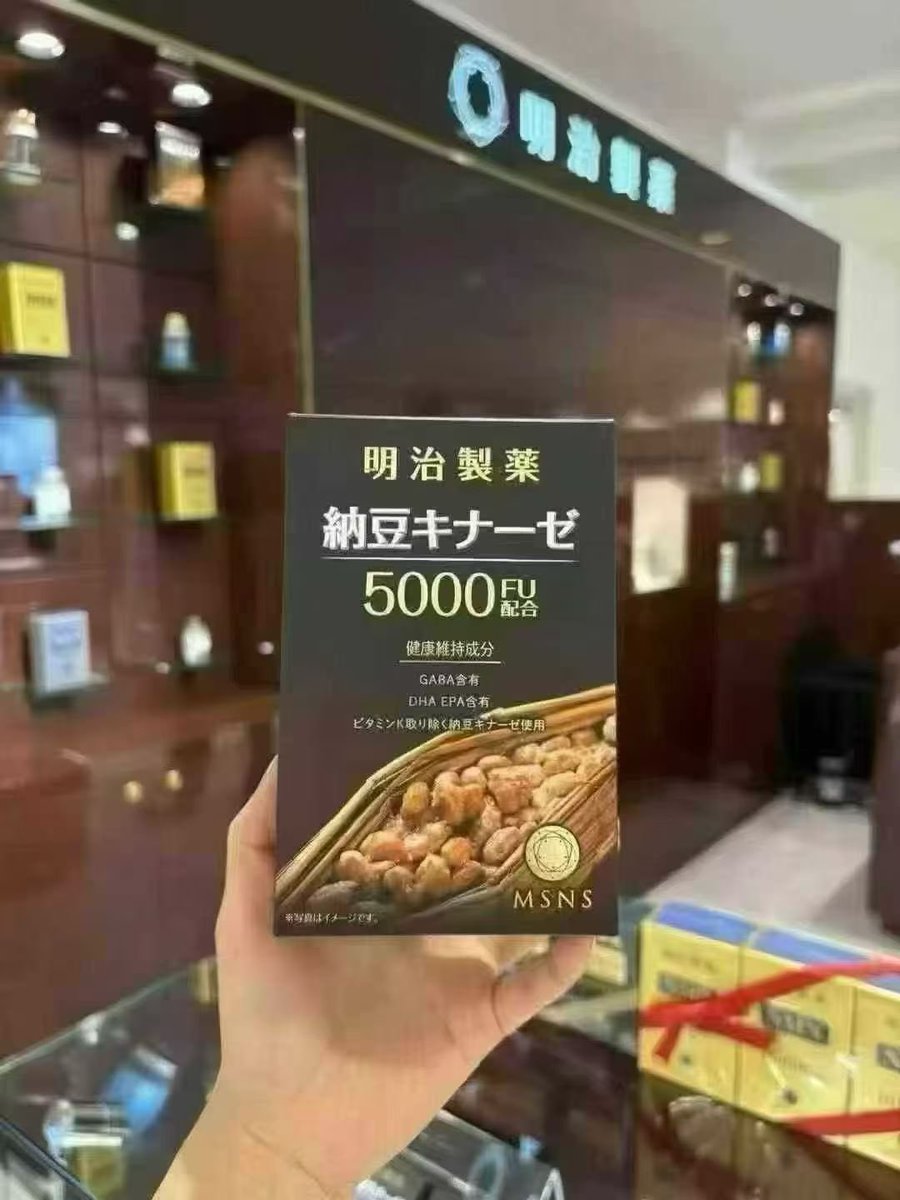 明治製薬
明治製薬
納豆キナーゼ
5000FU配合
健康維持成分
GABA含有
DHA EPA含有
ビタミンK取り除く納豆キナーゼ使用
MSNS
※写真はイメージです。